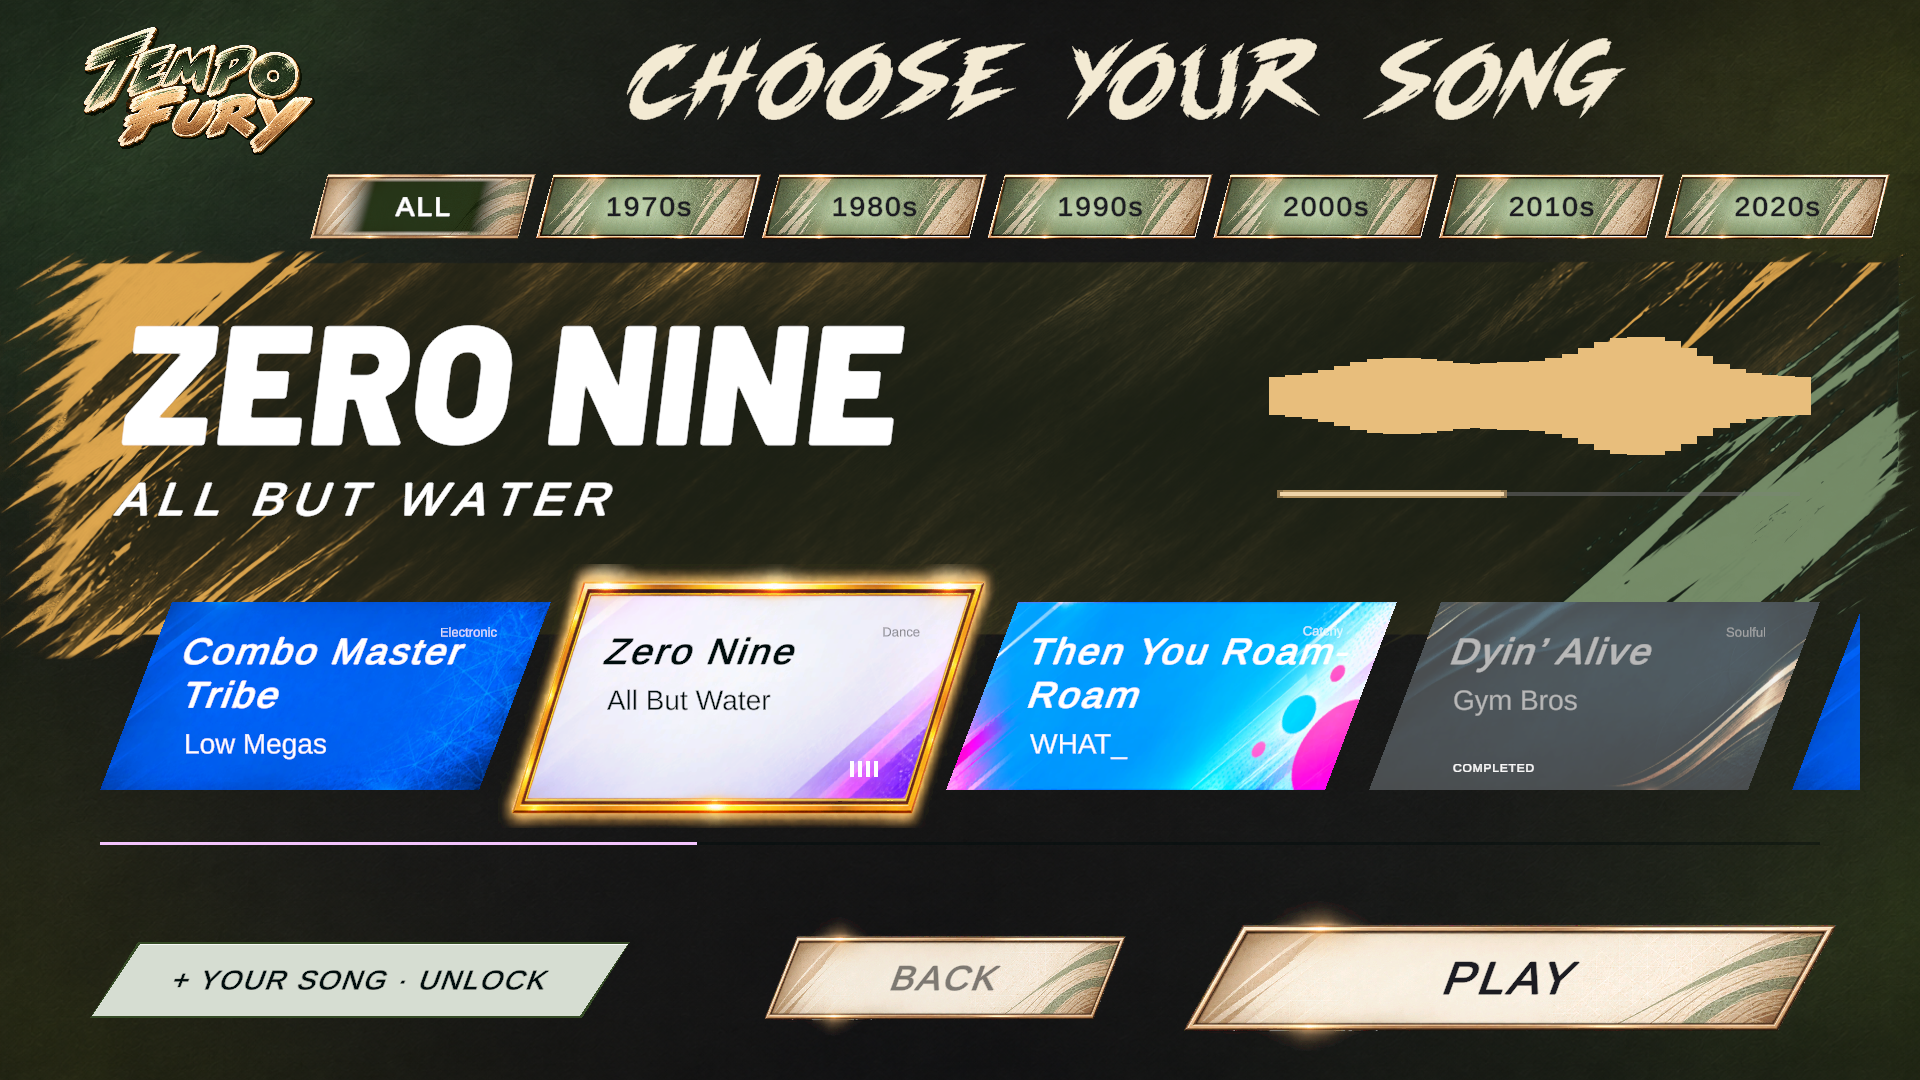 TEMPO
FURY
CHOOSE YOUR SONG
ALL
1970s
1980s
1990s
2000s
2010s
2020s
ZERO NINE
ALL BUT WATER
Electronic
Combo Master
Tribe
Low Megas
Dance
Zero Nine
All But Water
Catchy
Then You Roam-
Roam
WHAT_
Soulful
Dyin’ Alive
Gym Bros
COMPLETED
+ YOUR SONG · UNLOCK
BACK
PLAY